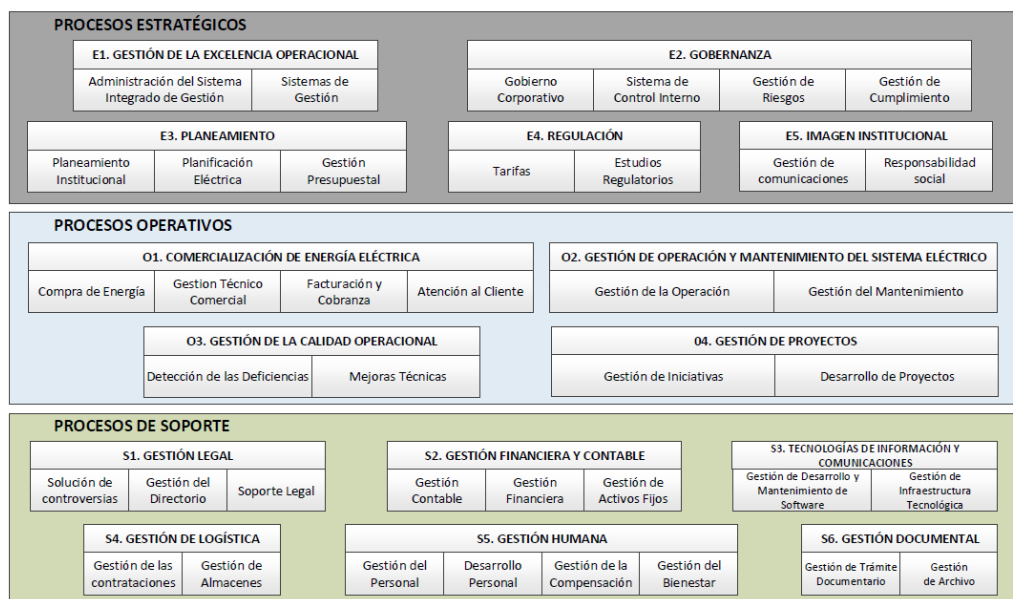 PROCESOS ESTRATÉGICOS
E1. GESTIÓN DE LA EXCELENCIA OPERACIONAL
Administración del Sistema
Integrado de Gestión
Sistemas de
Gestión
E2. GOBERNANZA
Gobierno
Corporativo
Sistema de
Control Interno
Gestión de
Riesgos
Gestión de
Cumplimiento
E3. PLANEAMIENTO
Planeamiento
Institucional
Planificación
Eléctrica
Gestión
Presupuestal
E4. REGULACIÓN
Tarifas
Estudios
Regulatorios
E5. IMAGEN INSTITUCIONAL
Gestión de
comunicaciones
Responsabilidad
social
PROCESOS OPERATIVOS
O1. COMERCIALIZACIÓN DE ENERGÍA ELÉCTRICA
Compra de Energía
Gestion Técnico
Comercial
Facturación y
Cobranza
Atención al Cliente
O2. GESTIÓN DE OPERACIÓN Y MANTENIMIENTO DEL SISTEMA ELÉCTRICO
Gestión de la Operación
Gestión del Mantenimiento
O3. GESTIÓN DE LA CALIDAD OPERACIONAL
Detección de las Deficiencias
Mejoras Técnicas
04. GESTIÓN DE PROYECTOS
Gestión de Iniciativas
Desarrollo de Proyectos
PROCESOS DE SOPORTE
S1. GESTIÓN LEGAL
Solución de
controversias
Gestión del
Directorio
Soporte Legal
S2. GESTIÓN FINANCIERA Y CONTABLE
Gestión
Contable
Gestión
Financiera
Gestión de
Activos Fijos
S3. TECNOLOGÍAS DE INFORMACIÓN Y
COMUNICACIONES
Gestión de Desarrollo y
Mantenimiento de
Software
Gestión de
Infraestructura
Tecnológica
S4. GESTIÓN DE LOGÍSTICA
Gestión de las
contrataciones
Gestión de
Almacenes
S5. GESTIÓN HUMANA
Gestión del
Personal
Desarrollo
Personal
Gestión de la
Compensación
Gestión del
Bienestar
S6. GESTIÓN DOCUMENTAL
Gestión de Trámite
Documentario
Gestión
de Archivo